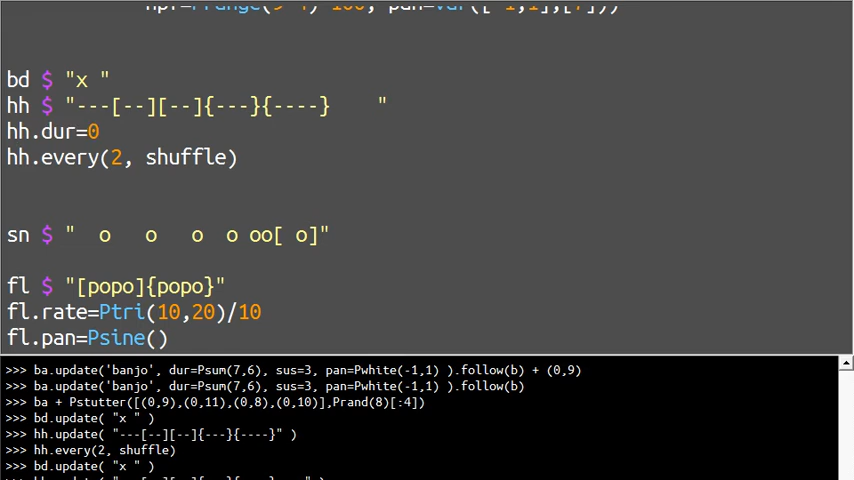 bd $ "x "
hh $ "---[--][--]{---}{----}    "
hh.dur=0
hh.every(2, shuffle)
sn $ "  o   o   o  o oo[ o]"
fl $ "[popo]{popo}"
fl.rate=Ptri(10,20)/10
fl.pan=Psine()
>>> ba.update('banjo', dur=Psum(7,6), sus=3, pan=Pwhite(-1,1) ).follow(b) + (0,9)
>>> ba.update('banjo', dur=Psum(7,6), sus=3, pan=Pwhite(-1,1) ).follow(b)
>>> ba + Pstutter([(0,9),(0,11),(0,8),(0,10)],Prand(8)[:4])
>>> bd.update( "x " )
>>> hh.update( "---[--][--]{---}{----}" )
>>> hh.every(2, shuffle)
>>> bd.update( "x " )